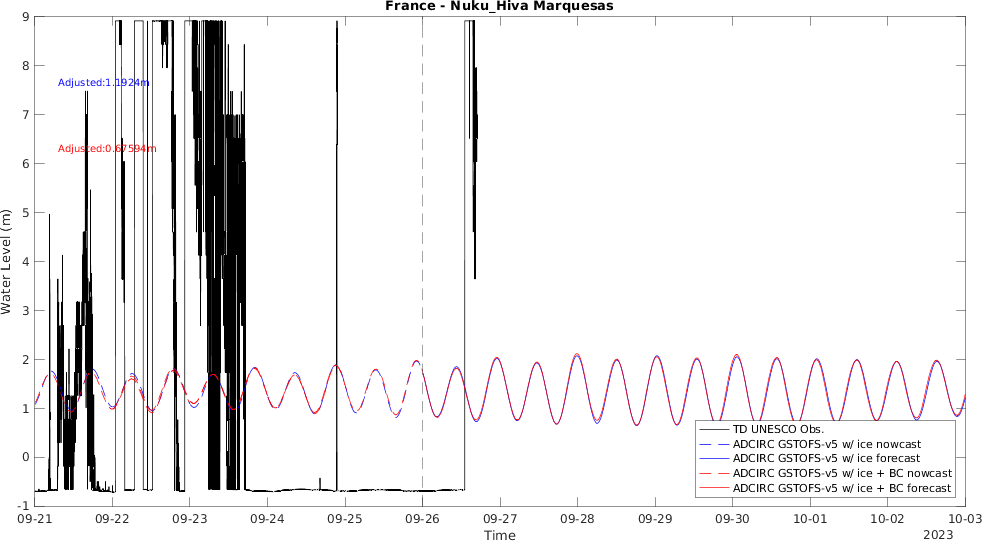 France - Nuku_Hiva Marquesas
9
8
7
6
5
4
3
2
1
0
-1
Water Level (m)
Adjusted:1.1924m
Adjusted:0.67594m
TD UNESCO Obs.
ADCIRC GSTOFS-v5 w/ ice nowcast
ADCIRC GSTOFS-v5 w/ ice forecast
ADCIRC GSTOFS-v5 w/ ice + BC nowcast
ADCIRC GSTOFS-v5 w/ ice + BC forecast
09-21 09-22 09-23 09-24 09-25 09-26 09-27 09-28 09-29 09-30 10-01 10-02 10-03
Time
2023